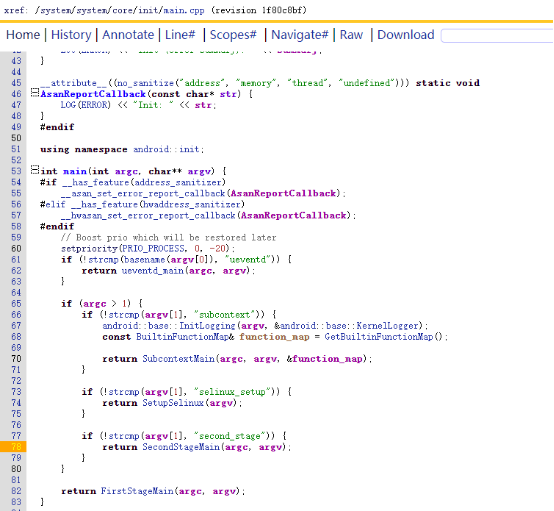 xref: /system/system/core/init/main.cpp (revision 1f80c8bf)
Home | History | Annotate | Line# | Scopes# | Navigate# | Raw | Download
43 }
44
45 __attribute__((no_sanitize("address", "memory", "thread", "undefined"))) static void
46 AsanReportCallback(const char* str) {
47     LOG(ERROR) << "Init: " << str;
48 }
49 #endif
50
51 using namespace android::init;
52
53 int main(int argc, char** argv) {
54 #if __has_feature(address_sanitizer)
55     __asan_set_error_report_callback(AsanReportCallback);
56 #elif __has_feature(hwaddress_sanitizer)
57     __hwasan_set_error_report_callback(AsanReportCallback);
58 #endif
59     // Boost prio which will be restored later
60     setpriority(PRIO_PROCESS, 0, -20);
61     if (!strcmp(basename(argv[0]), "ueventd")) {
62         return ueventd_main(argc, argv);
63     }
64
65     if (argc > 1) {
66         if (!strcmp(argv[1], "subcontext")) {
67             android::base::InitLogging(argv, &android::base::KernelLogger);
68             const BuiltinFunctionMap& function_map = GetBuiltinFunctionMap();
69
70             return SubcontextMain(argc, argv, &function_map);
71         }
72
73         if (!strcmp(argv[1], "selinux_setup")) {
74             return SetupSelinux(argv);
75         }
76
77         if (!strcmp(argv[1], "second_stage")) {
78             return SecondStageMain(argc, argv);
79         }
80     }
81
82     return FirstStageMain(argc, argv);
83 }